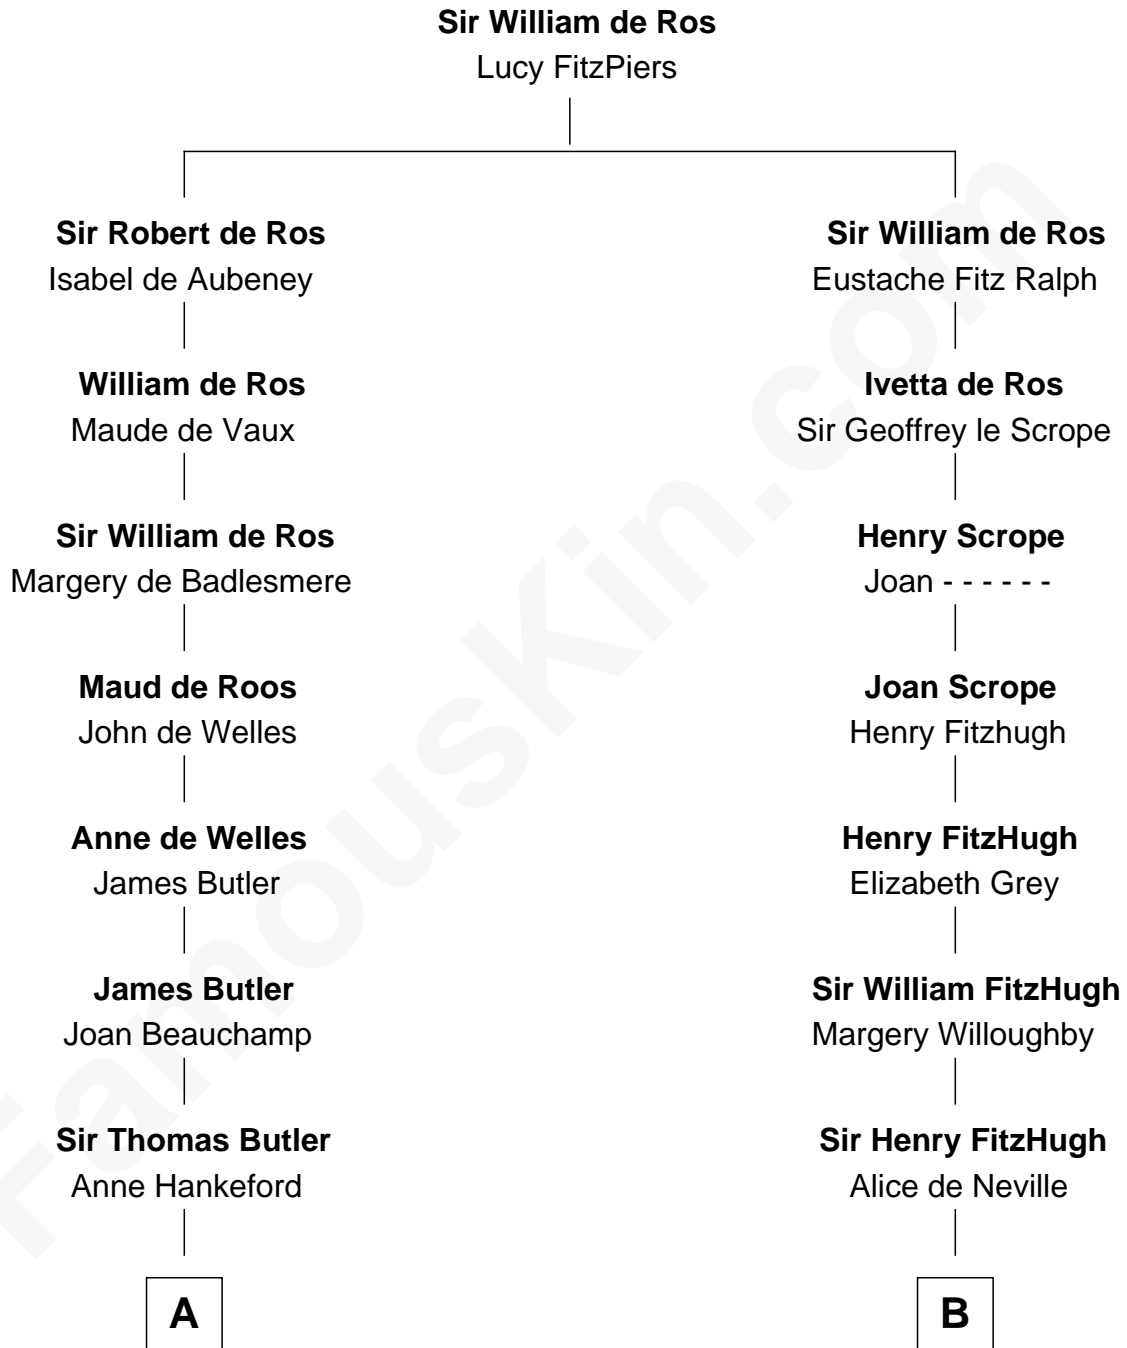 Sir William de Ros
Lucy FitzPiers
Sir Robert de Ros
Isabel de Aubeney
Sir William de Ros
Eustache Fitz Ralph
William de Ros
Maude de Vaux
Ivetta de Ros
Sir Geoffrey le Scrope
Sir William de Ros
Margery de Badlesmere
Henry Scrope
Joan - - - - - -
Maud de Roos
John de Welles
Joan Scrope
Henry Fitzhugh
Anne de Welles
James Butler
Henry FitzHugh
Elizabeth Grey
James Butler
Joan Beauchamp
Sir William FitzHugh
Margery Willoughby
Sir Thomas Butler
Anne Hankeford
Sir Henry FitzHugh
Alice de Neville
A
B
FamousKin.com